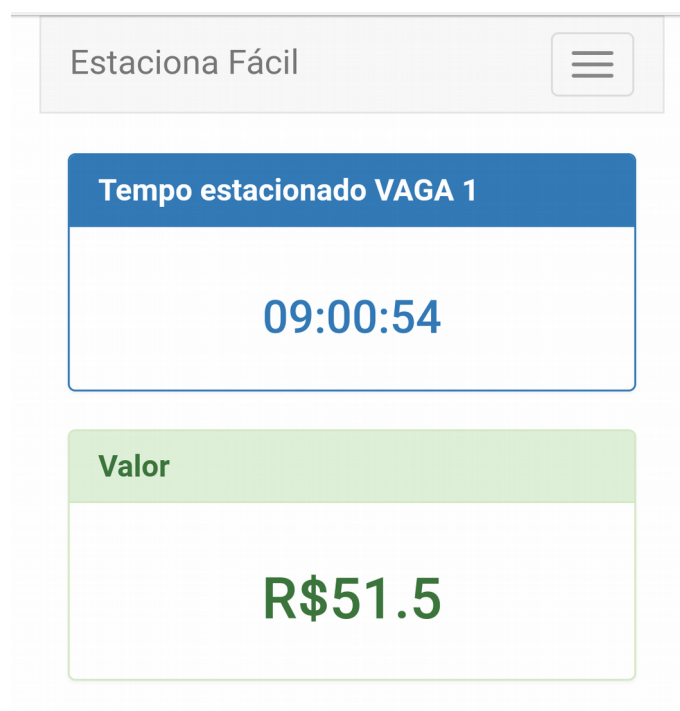 Estaciona Fácil
Tempo estacionado VAGA 1
09:00:54
Valor
R$51.5